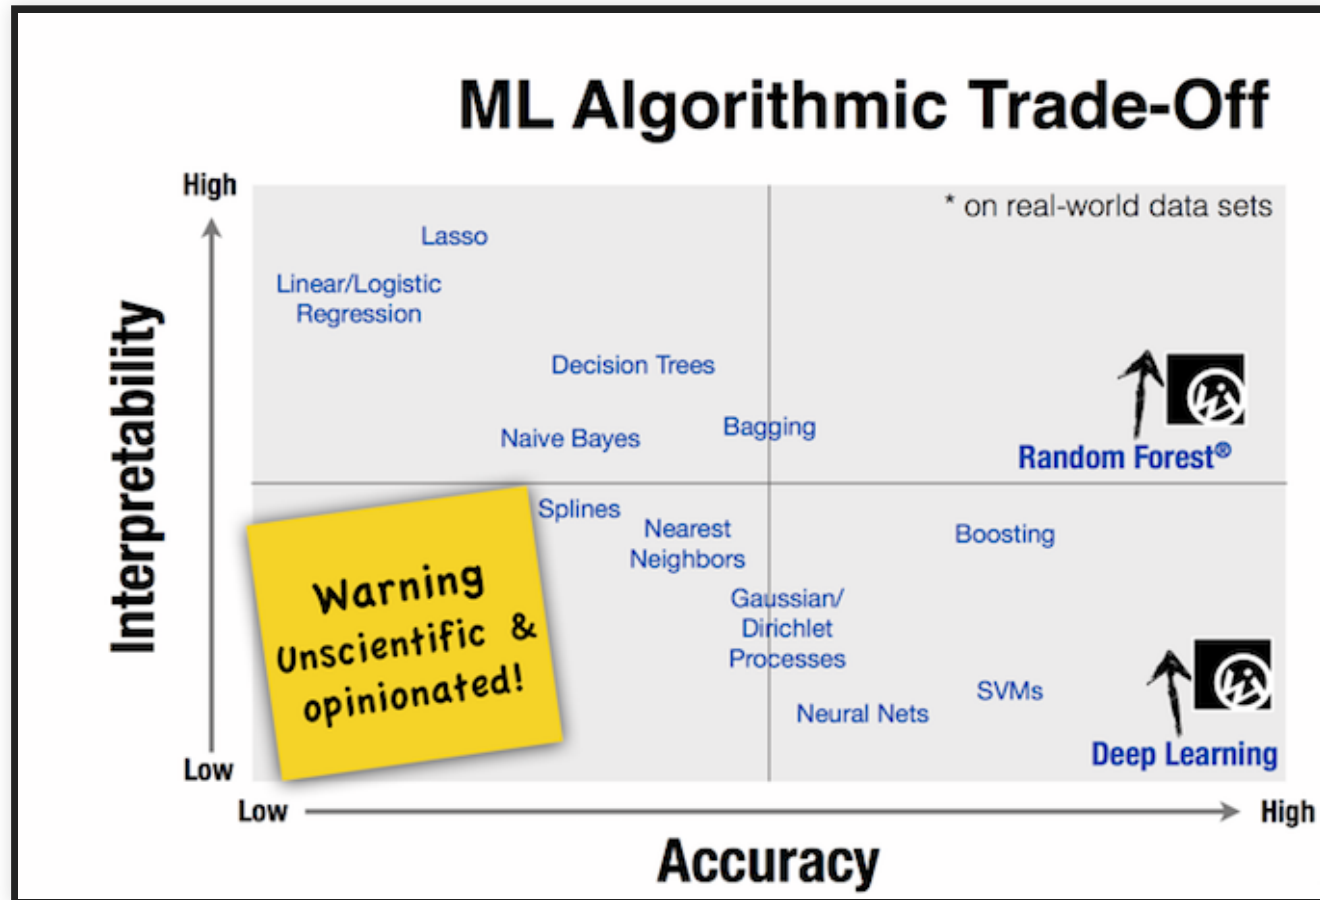 ML Algorithmic Trade-Off
High
* on real-world data sets
Lasso
Linear/Logistic
Regression
Decision Trees
Naive Bayes
Bagging
Random Forest®
Interpretability
Splines
Nearest
Neighbors
Boosting
Warning
Unscientific &
opinionated!
Gaussian/
Dirichlet
Processes
SVMs
Neural Nets
Deep Learning
Low
Low
High
Accuracy